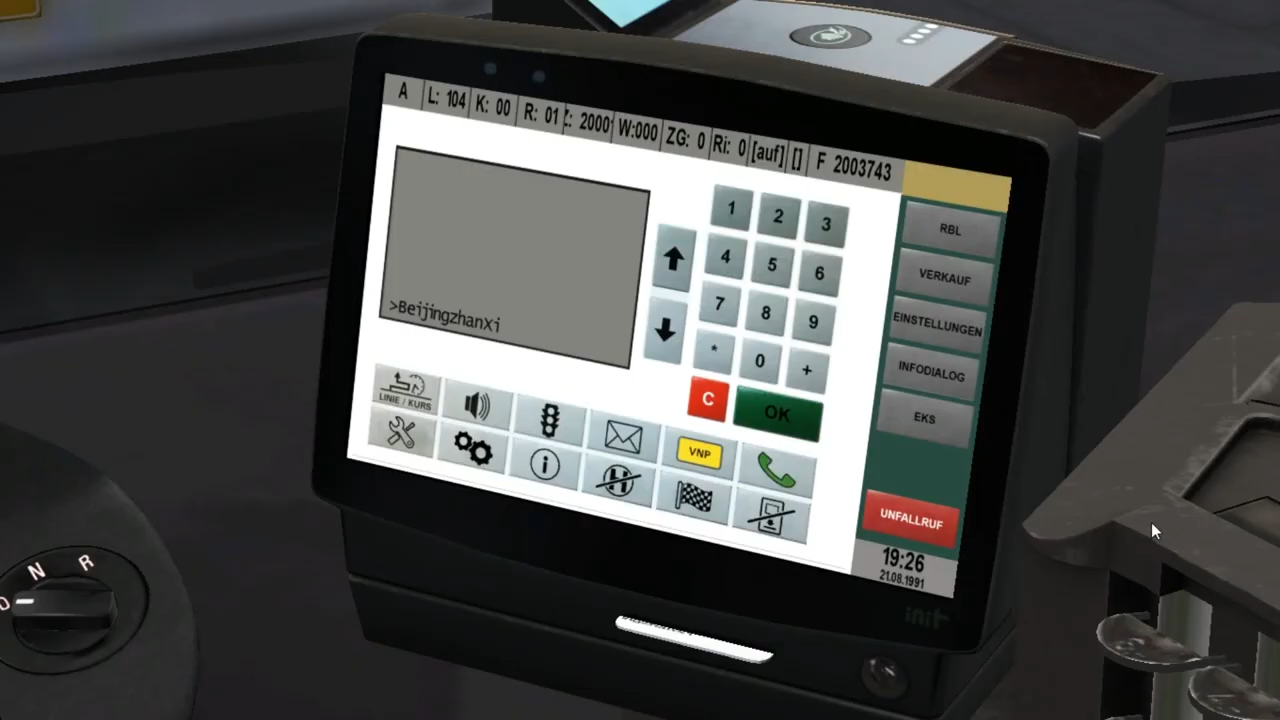 A L: 104 K: 00 R: 01 Z: 2000 W:000 ZG: 0 Ri: 0 [auf] [] F 2003743
>BeijingzhanXi
1 2 3
4 5 6
7 8 9
* 0 +
C OK
LINIE / KURS
VNP
RBL
VERKAUF
EINSTELLUNGEN
INFODIALOG
EKS
UNFALLRUF
19:26
21.08.1991
init
D N R